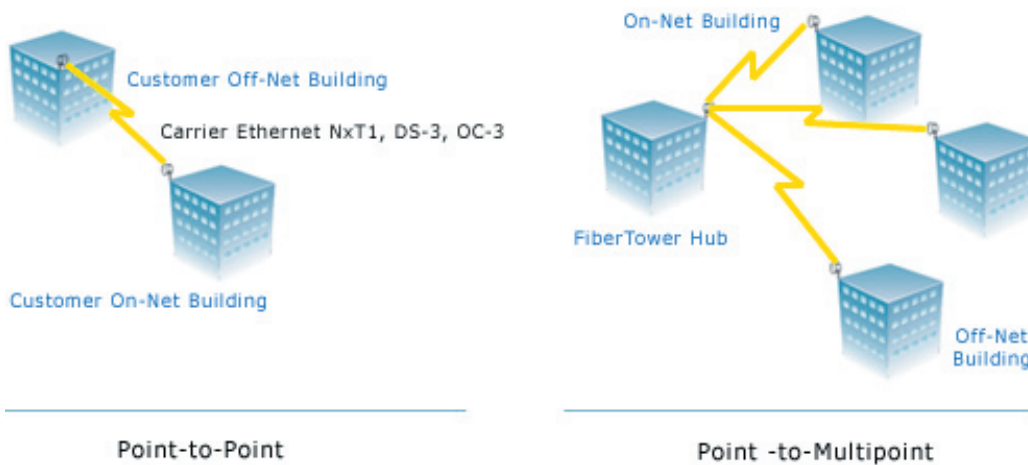 Customer Off-Net Building
Carrier Ethernet NxT1, DS-3, OC-3
Customer On-Net Building
Point-to-Point
On-Net Building
FiberTower Hub
Off-Net
Building
Point -to-Multipoint